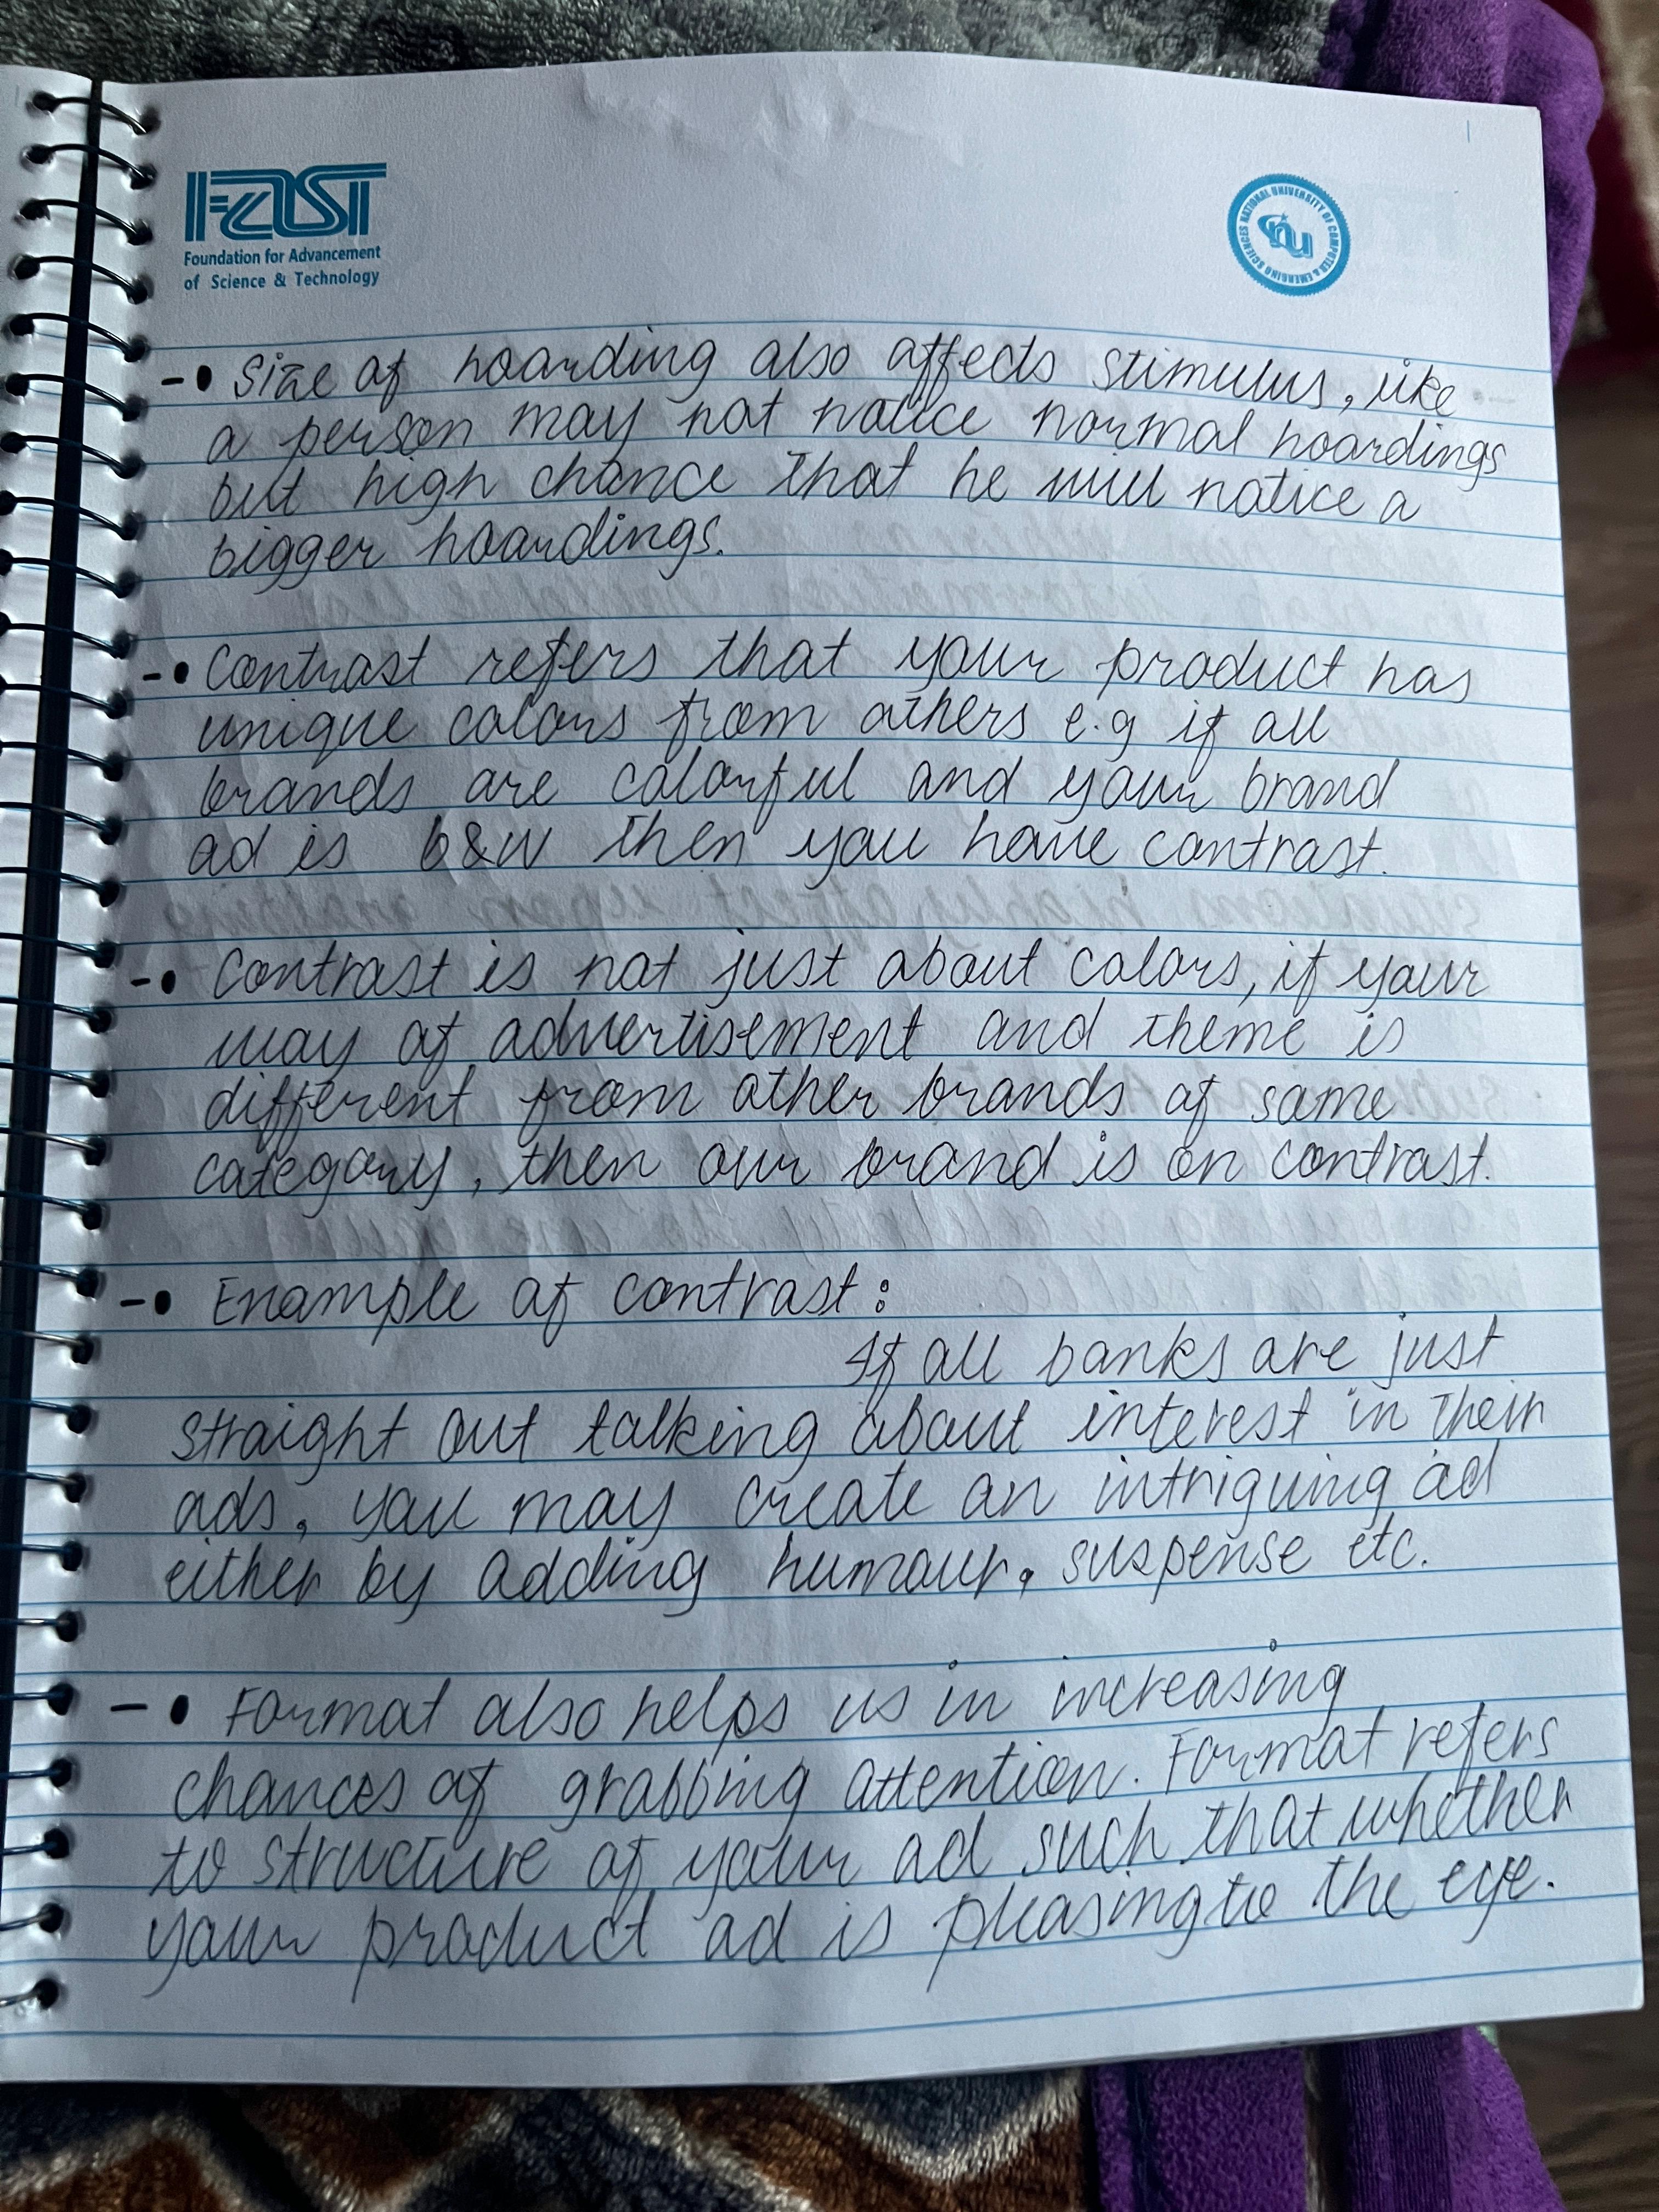 FAST
Foundation for Advancement
of Science & Technology
NATIONAL UNIVERSITY OF COMPUTER & EMERGING SCIENCES
nu
-• Size of hoarding also affects stimulus, like
a person may not notice normal hoardings
but high chance that he will notice a
bigger hoardings.
-• Contrast refers that your product has
unique colors from others e.g if all
brands are colorful and your brand
ad is b&w then you have contrast.
-• Contrast is not just about colors, if your
way of advertisement and theme is
different from other brands of same
category, then our brand is on contrast.
-• Example of contrast:
If all banks are just
straight out talking about interest in their
ads, you may create an intriguing ad
either by adding humour, suspense etc.
-• Format also helps us in increasing
chances of grabbing attention. Format refers
to structure of your ad such that whether
your product ad is pleasing to the eye.